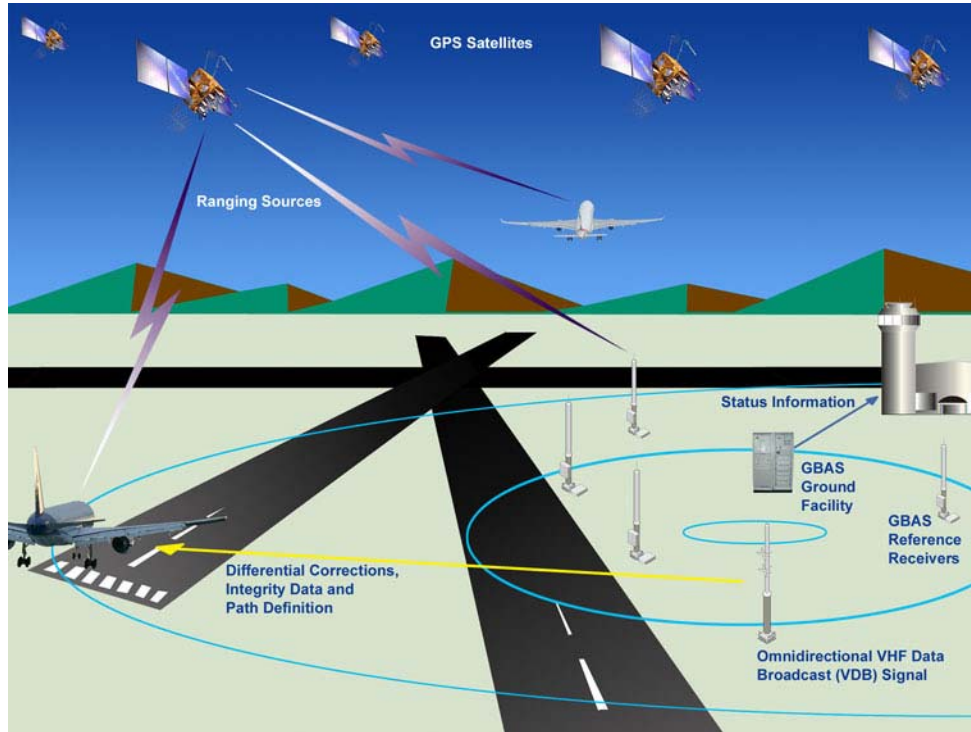 GPS Satellites
Ranging Sources
Status Information
GBAS
Ground
Facility
GBAS
Reference
Receivers
Differential Corrections,
Integrity Data and
Path Definition
Omnidirectional VHF Data
Broadcast (VDB) Signal